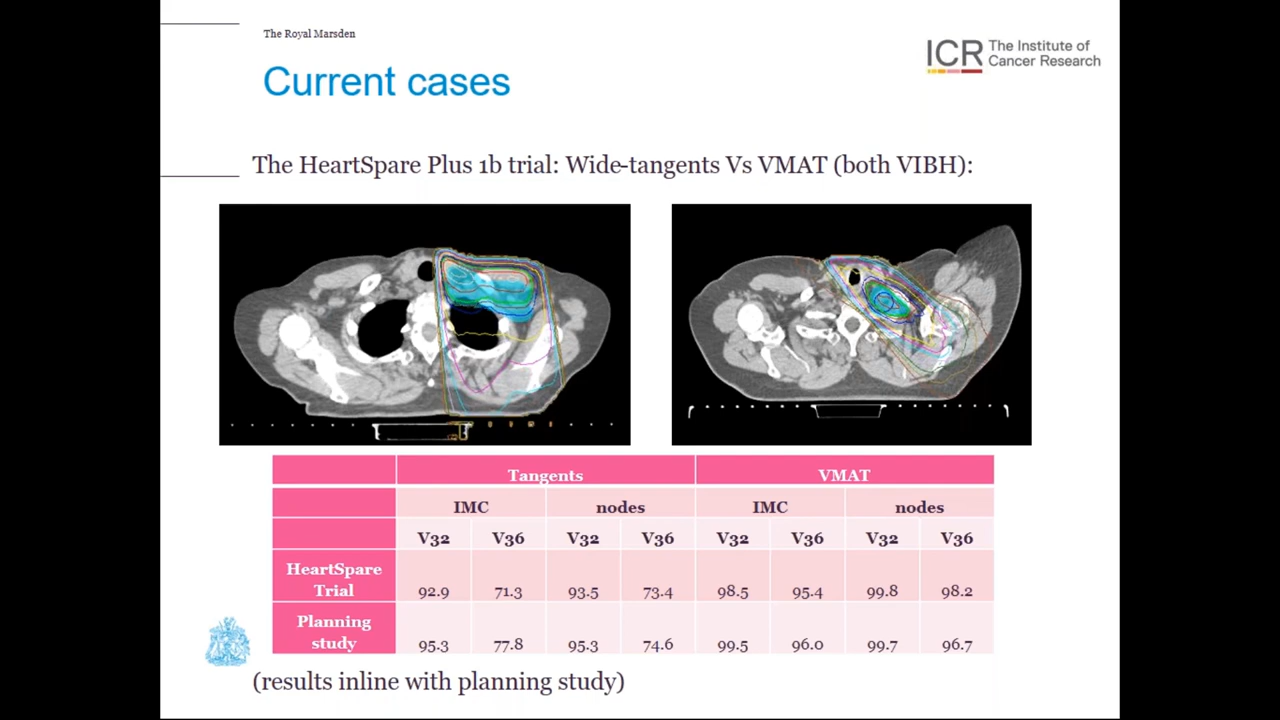 The Royal Marsden
ICR The Institute of
Cancer Research
Current cases
The HeartSpare Plus 1b trial: Wide-tangents Vs VMAT (both VIBH):
Tangents VMAT
IMC nodes IMC nodes
V32 V36 V32 V36 V32 V36 V32 V36
HeartSpare
Trial 92.9 71.3 93.5 73.4 98.5 95.4 99.8 98.2
Planning
study 95.3 77.8 95.3 74.6 99.5 96.0 99.7 96.7
(results inline with planning study)